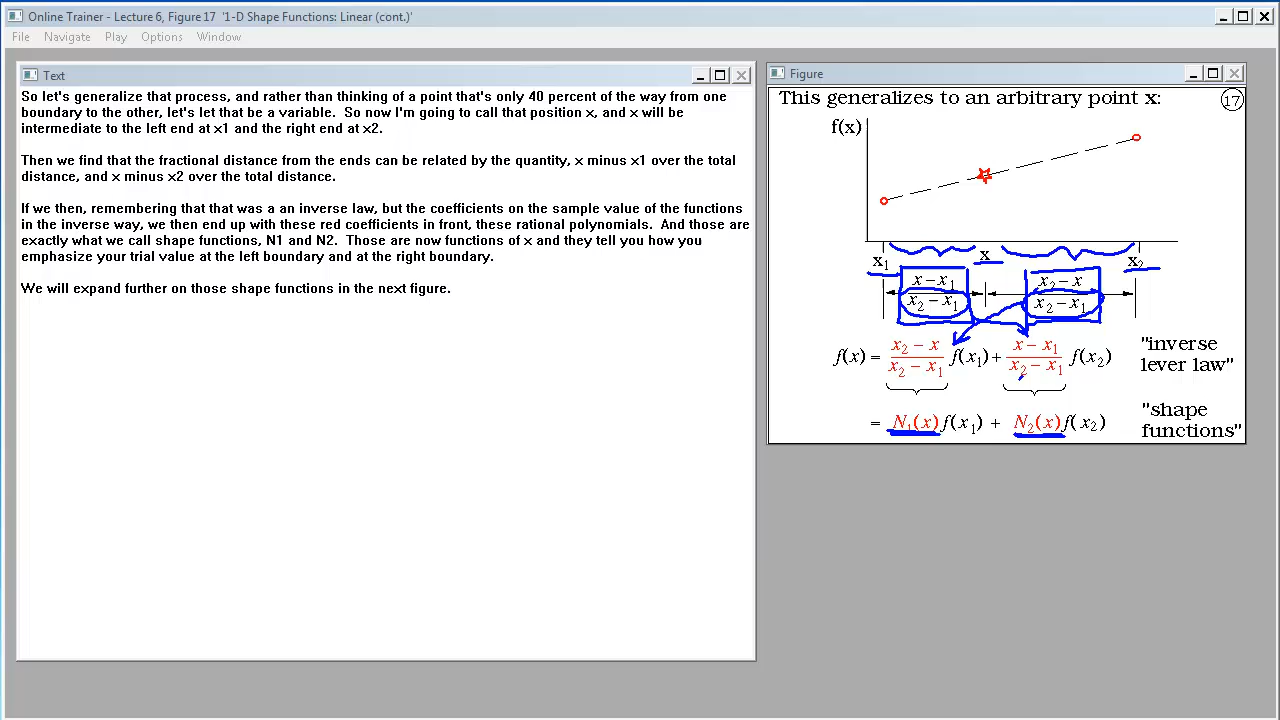 Online Trainer - Lecture 6, Figure 17 '1-D Shape Functions: Linear (cont.)'
File Navigate Play Options Window
Text
So let's generalize that process, and rather than thinking of a point that's only 40 percent of the way from one
boundary to the other, let's let that be a variable. So now I'm going to call that position x, and x will be
intermediate to the left end at x1 and the right end at x2.
Then we find that the fractional distance from the ends can be related by the quantity, x minus x1 over the total
distance, and x minus x2 over the total distance.
If we then, remembering that that was a an inverse law, but the coefficients on the sample value of the functions
in the inverse way, we then end up with these red coefficients in front, these rational polynomials. And those are
exactly what we call shape functions, N1 and N2. Those are now functions of x and they tell you how you
emphasize your trial value at the left boundary and at the right boundary.
We will expand further on those shape functions in the next figure.
Figure
This generalizes to an arbitrary point x:
17
f(x)
x₁ x x₂
x − x₁ x₂ − x
x₂ − x₁ x₂ − x₁
x₂ − x x − x₁ "inverse
f(x) = f(x₁) + f(x₂)
x₂ − x₁ x₂ − x₁ lever law"
"shape
= N₁(x) f(x₁) + N₂(x) f(x₂)
functions"